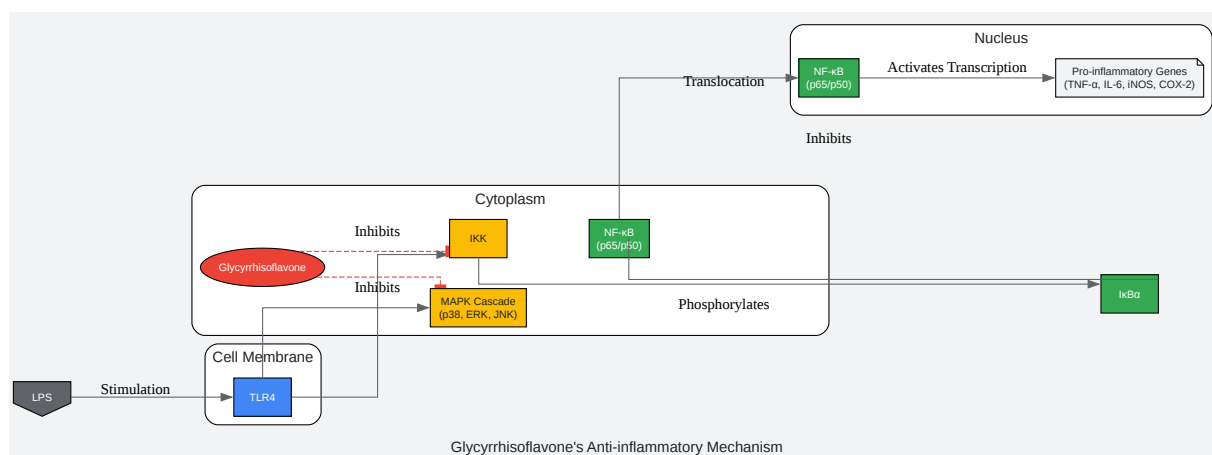 Nucleus
NF-κB
(p65/p50)
Activates Transcription
Pro-inflammatory Genes
(TNF-α, IL-6, iNOS, COX-2)
Translocation
Inhibits
Cytoplasm
Inhibits
IKK
NF-κB
(p65/p50)
Glycyrrhisoflavone
Inhibits
MAPK Cascade
(p38, ERK, JNK)
Phosphorylates
IκBα
Cell Membrane
LPS
Stimulation
TLR4
Glycyrrhisoflavone's Anti-inflammatory Mechanism